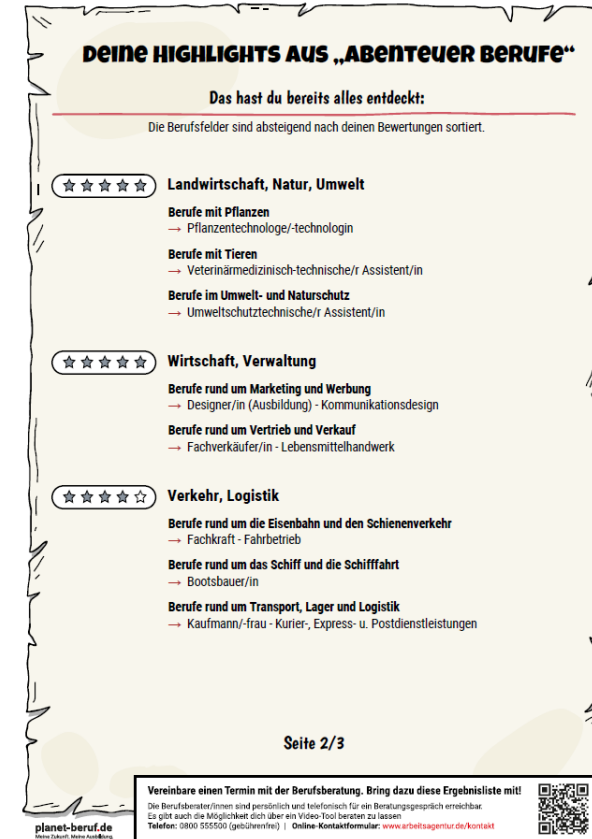 Deine Highlights aus „Abenteuer Berufe“
Das hast du bereits alles entdeckt:
Die Berufsfelder sind absteigend nach deinen Bewertungen sortiert.
Landwirtschaft, Natur, Umwelt
Berufe mit Pflanzen
→ Pflanzentechnologe/-technologin
Berufe mit Tieren
→ Veterinärmedizinisch-technische/r Assistent/in
Berufe im Umwelt- und Naturschutz
→ Umweltschutztechnische/r Assistent/in
Wirtschaft, Verwaltung
Berufe rund um Marketing und Werbung
→ Designer/in (Ausbildung) - Kommunikationsdesign
Berufe rund um Vertrieb und Verkauf
→ Fachverkäufer/in - Lebensmittelhandwerk
Verkehr, Logistik
Berufe rund um die Eisenbahn und den Schienenverkehr
→ Fachkraft - Fahrbetrieb
Berufe rund um das Schiff und die Schifffahrt
→ Bootsbauer/in
Berufe rund um Transport, Lager und Logistik
→ Kaufmann/-frau - Kurier-, Express- u. Postdienstleistungen
Seite 2/3
Vereinbare einen Termin mit der Berufsberatung. Bring dazu diese Ergebnisliste mit!
Die Berufsberater/innen sind persönlich und telefonisch für ein Beratungsgespräch erreichbar.
Es gibt auch die Möglichkeit dich über ein Video-Tool beraten zu lassen
Telefon: 0800 555500 (gebührenfrei) | Online-Kontaktformular: www.arbeitsagentur.de/kontakt
planet-beruf.de
Meine Zukunft. Meine Ausbildung.